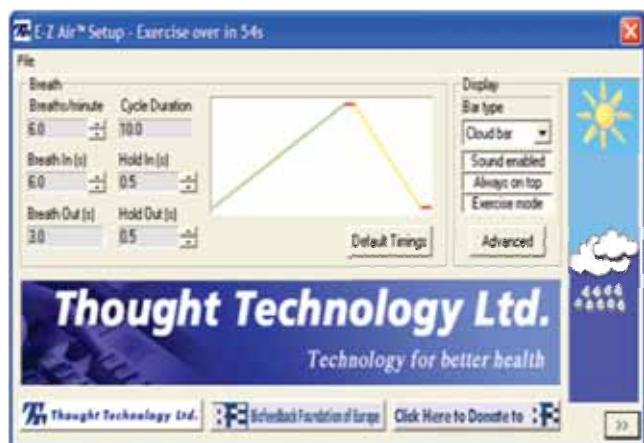 E-Z Air™ Setup - Exercise over in 54s
File
Breath
Breaths/minute Cycle Duration
6.0 10.0
Breath In (s) Hold In (s)
6.0 0.5
Breath Out (s) Hold Out (s)
3.0 0.5
Default Timings
Display
Bar type
Cloud bar
Sound enabled
Always on top
Exercise mode
Advanced
Thought Technology Ltd.
Technology for better health
Thought Technology Ltd.
Biofeedback Foundation of Europe
Click Here to Donate to
>>